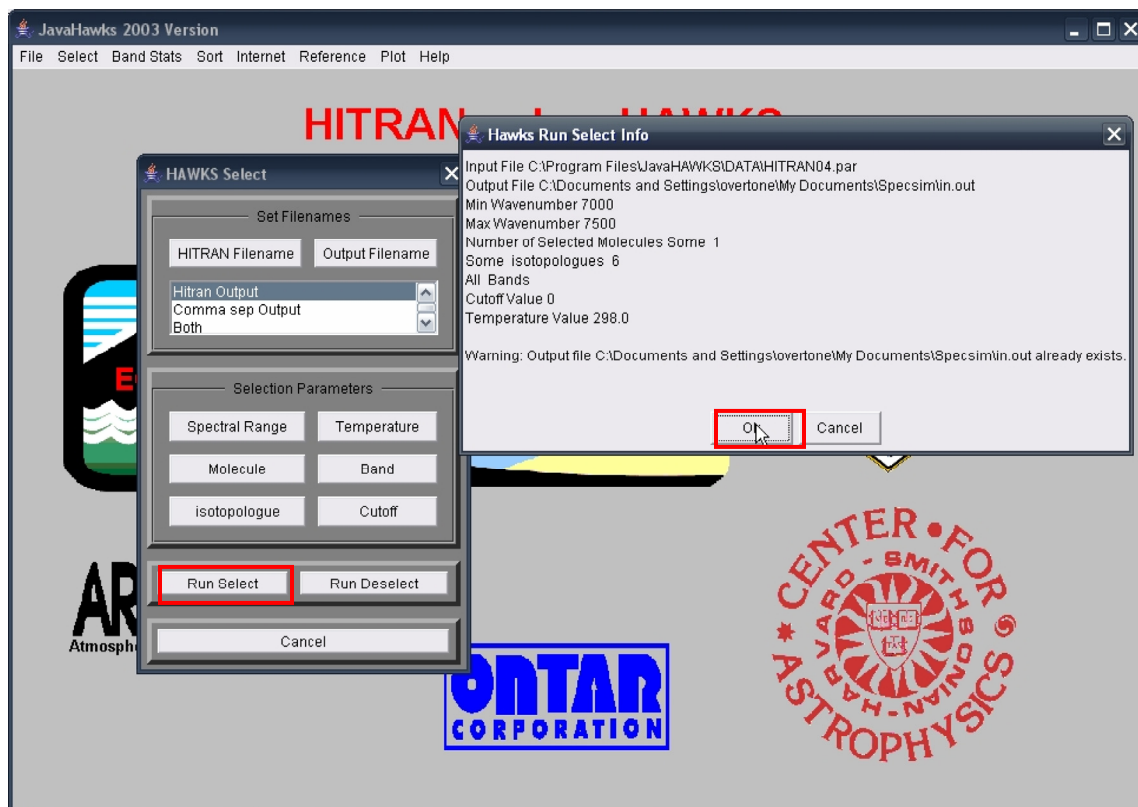 JavaHawks 2003 Version
File Select Band Stats Sort Internet Reference Plot Help
HITRAN
HAWKS Select
Set Filenames
HITRAN Filename Output Filename
Hitran Output
Comma sep Output
Both
Selection Parameters
Spectral Range Temperature
Molecule Band
isotopologue Cutoff
Run Select Run Deselect
Cancel
Hawks Run Select Info
Input File C:\Program Files\JavaHAWKS\DATA\HITRAN04.par
Output File C:\Documents and Settings\overtone\My Documents\Specsim\in.out
Min Wavenumber 7000
Max Wavenumber 7500
Number of Selected Molecules Some 1
Some isotopologues 6
All Bands
Cutoff Value 0
Temperature Value 298.0
Warning: Output file C:\Documents and Settings\overtone\My Documents\Specsim\in.out already exists.
Cancel
AR
Atmosph
ONTAR
CORPORATION
CENTER • FOR
ASTROPHYSICS
HARVARD - SMITHSONIAN